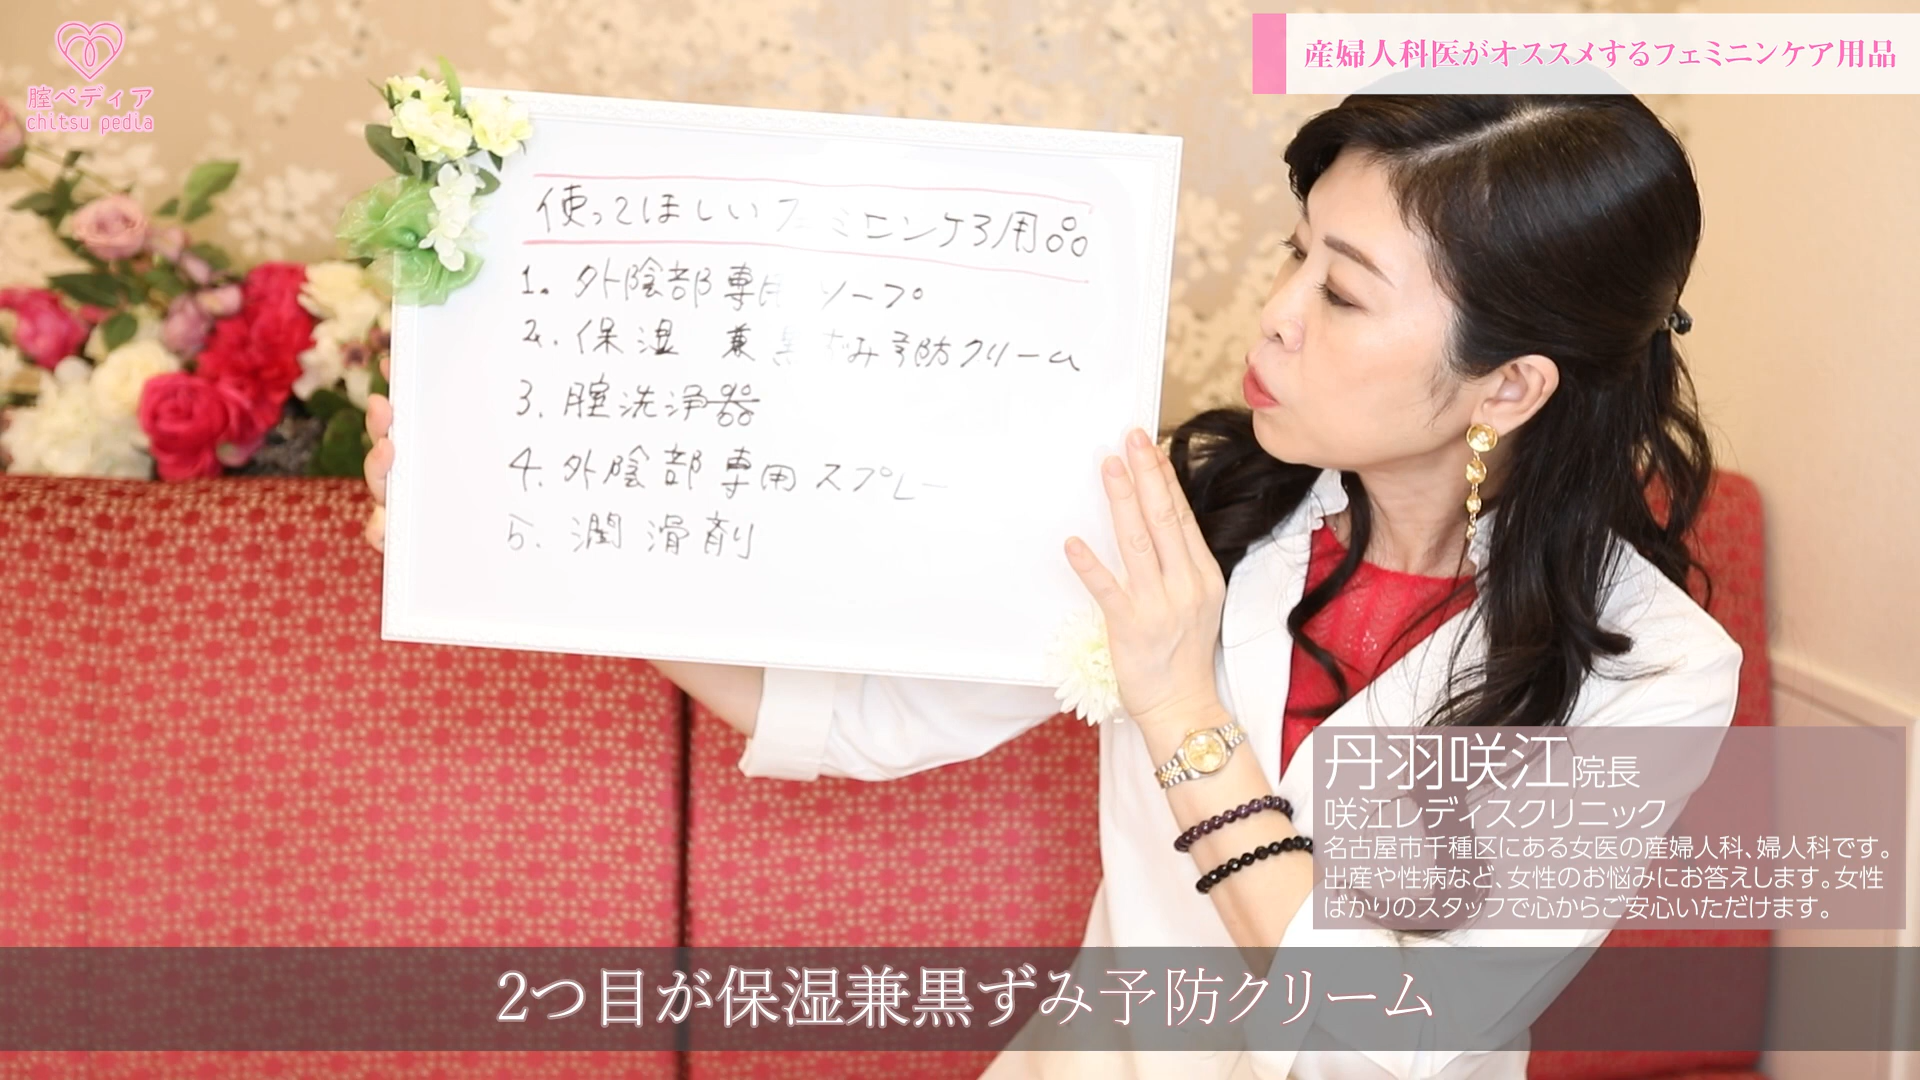 腟ペディア
chitsu pedia
産婦人科医がオススメするフェミニンケア用品
使ってほしいフェミニンケア用品
1. 外陰部専用ソープ
2. 保湿 兼黒ずみ予防クリーム
3. 腟洗浄器
4. 外陰部専用スプレー
5. 潤滑剤
丹羽咲江院長
咲江レディスクリニック
名古屋市千種区にある女医の産婦人科、婦人科です。
出産や性病など、女性のお悩みにお答えします。女性
ばかりのスタッフで心からご安心いただけます。
2つ目が保湿兼黒ずみ予防クリーム